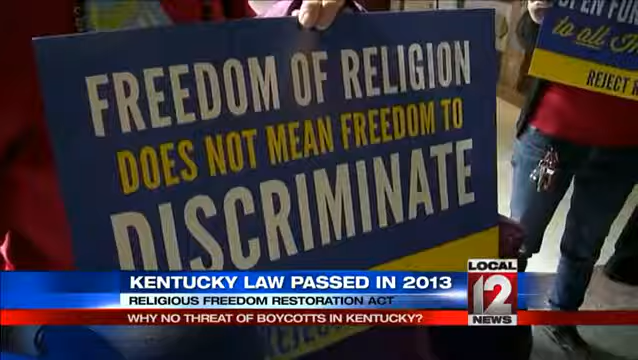 FREEDOM OF RELIGION
DOES NOT MEAN FREEDOM TO
DISCRIMINATE
to all
REJECT
KENTUCKY LAW PASSED IN 2013
RELIGIOUS FREEDOM RESTORATION ACT
WHY NO THREAT OF BOYCOTTS IN KENTUCKY?
LOCAL
12
NEWS